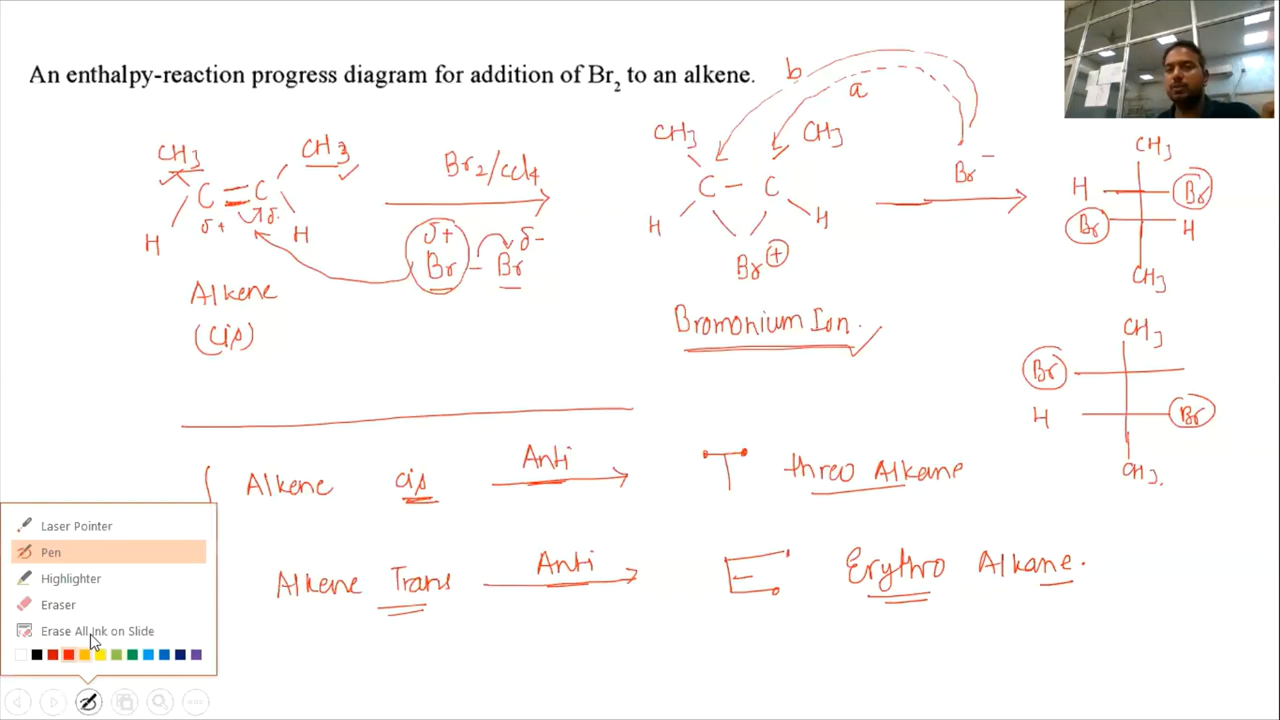 An enthalpy-reaction progress diagram for addition of Br2 to an alkene.
b
a
CH3 CH3
C = C
δ+ δ-
H H
Alkene
(cis)
Br2/CCl4
δ+ δ-
Br - Br
CH3 CH3
C - C
H H
Br+
Br-
Bromonium Ion.
CH3
H Br
Br H
CH3
CH3
Br
H Br
CH3.
Alkene cis Anti T threo Alkane
Alkene Trans Anti E Erythro Alkane.
Laser Pointer
Pen
Highlighter
Eraser
Erase All Ink on Slide